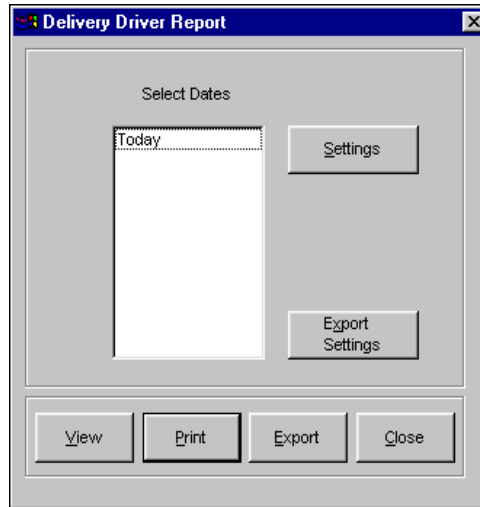 Delivery Driver Report
Select Dates
Today
Settings
Export
Settings
View
Print
Export
Close